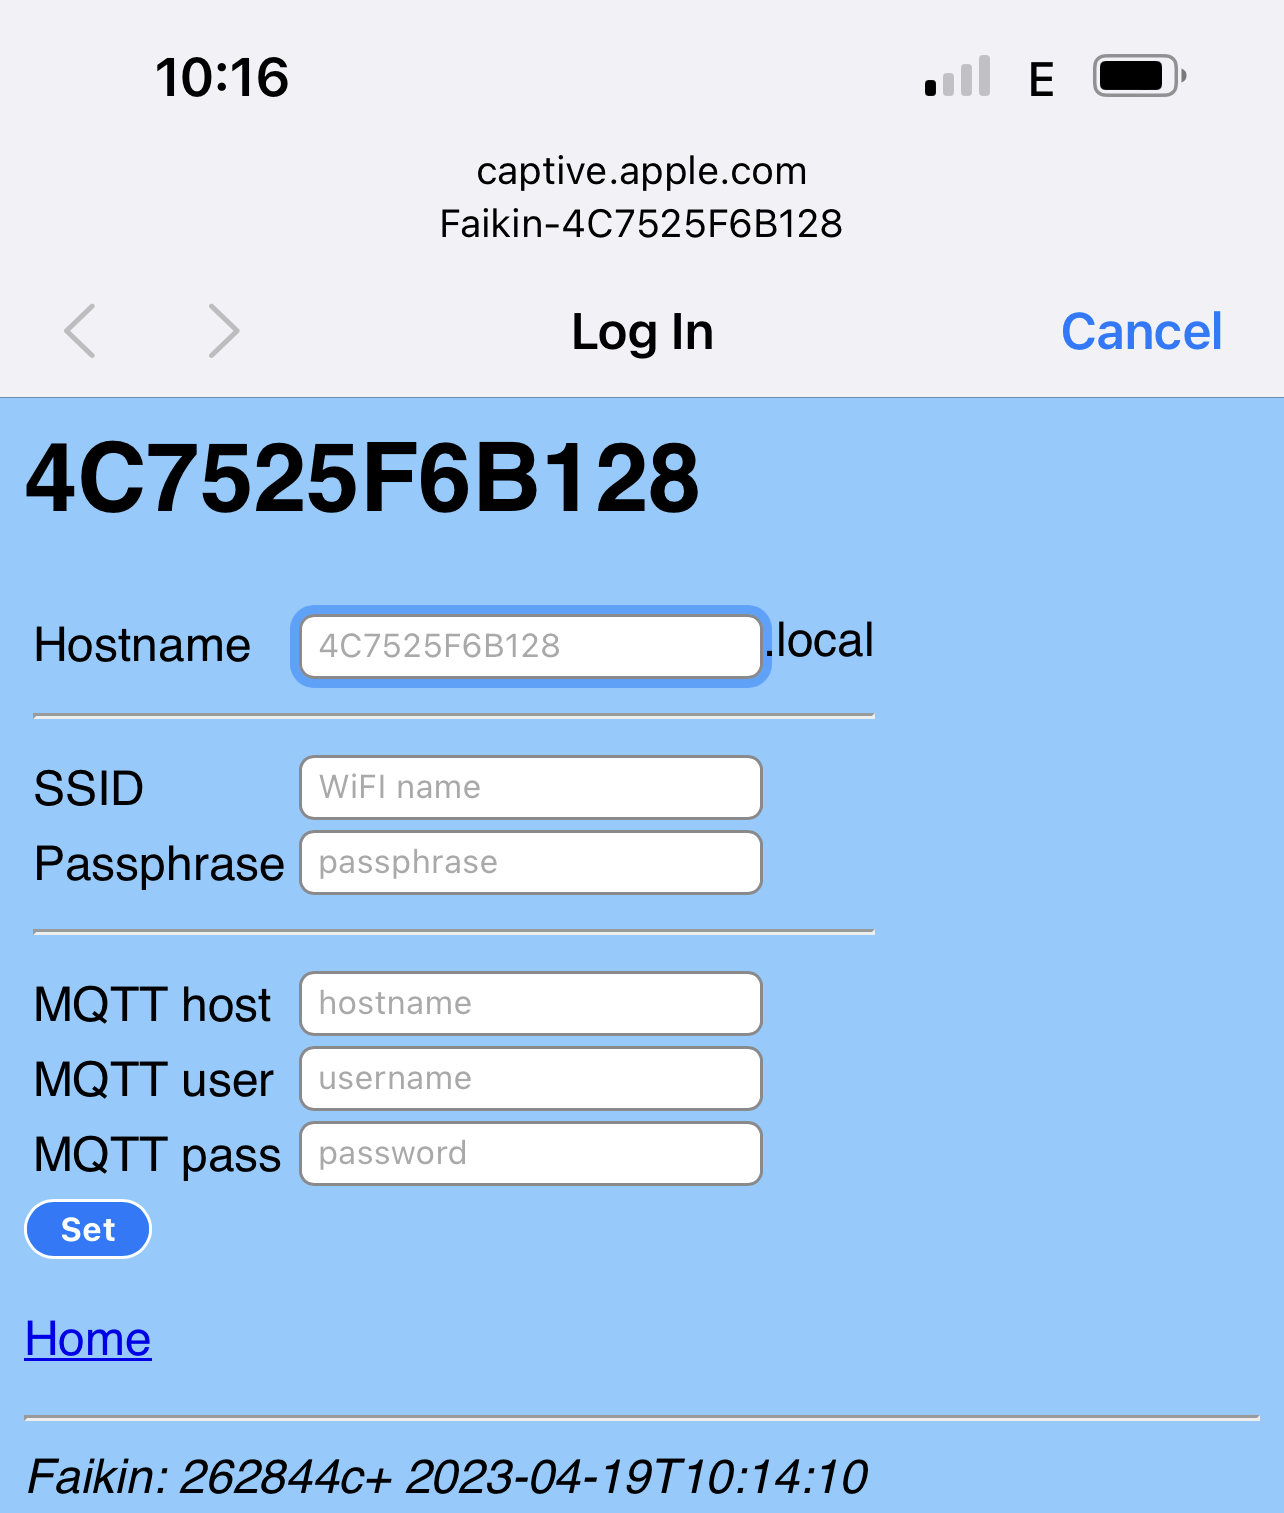 10:16 E
captive.apple.com
Faikin-4C7525F6B128
Log In Cancel
4C7525F6B128
Hostname 4C7525F6B128 .local
SSID WiFI name
Passphrase passphrase
MQTT host hostname
MQTT user username
MQTT pass password
Set
Home
Faikin: 262844c+ 2023-04-19T10:14:10